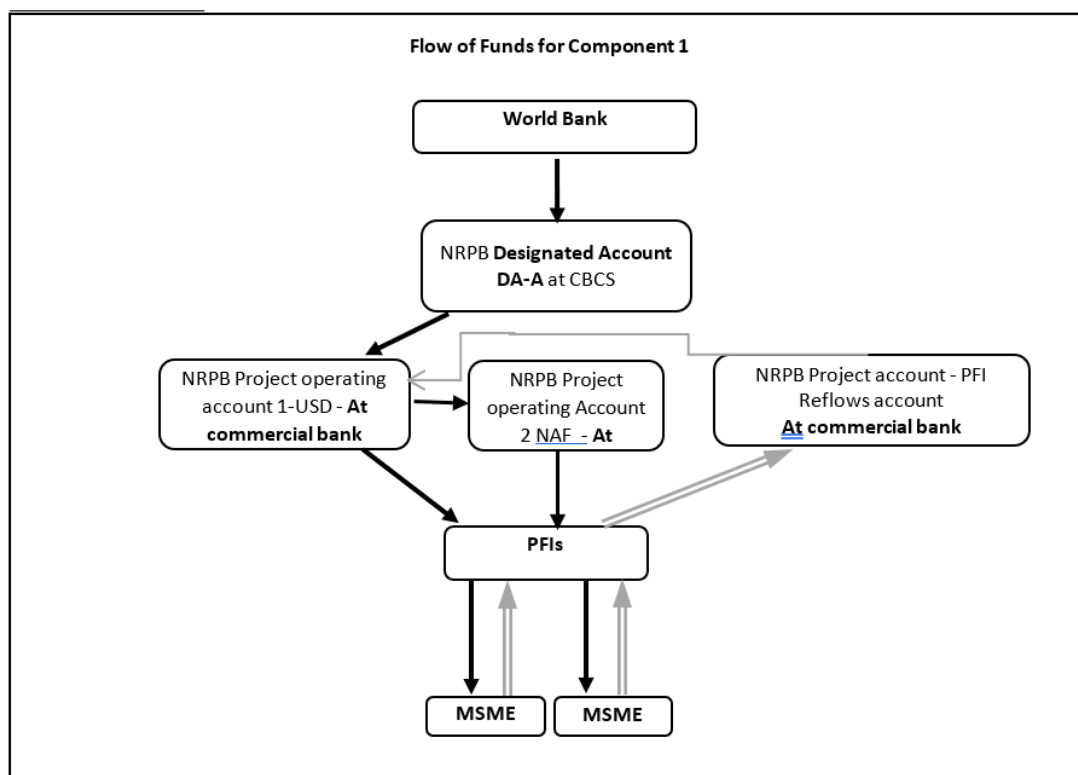 Flow of Funds for Component 1
World Bank
NRPB Designated Account
DA-A at CBCS
NRPB Project operating
account 1-USD - At
commercial bank
NRPB Project
operating Account
2 NAF - At
NRPB Project account - PFI
Reflows account
At commercial bank
PFIs
MSME
MSME